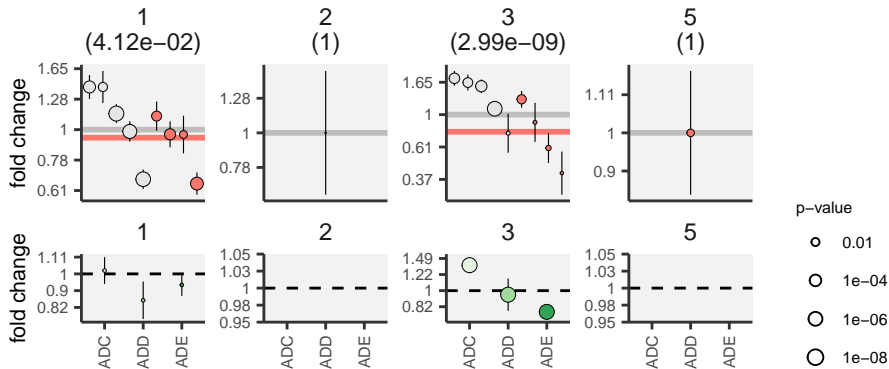 1
(4.12e−02)
2
(1)
3
(2.99e−09)
5
(1)
fold change
1.65
1.28
1
0.78
0.61
1.28
1
0.78
1.65
1
0.61
0.37
1.11
1
0.9
1
2
3
5
fold change
1.11
1
0.9
0.82
1.05
1.03
1
0.98
0.95
1.49
1.22
1
0.82
1.05
1.03
1
0.98
0.95
ADC
ADD
ADE
ADC
ADD
ADE
ADC
ADD
ADE
ADC
ADD
ADE
p−value
0.01
1e−04
1e−06
1e−08